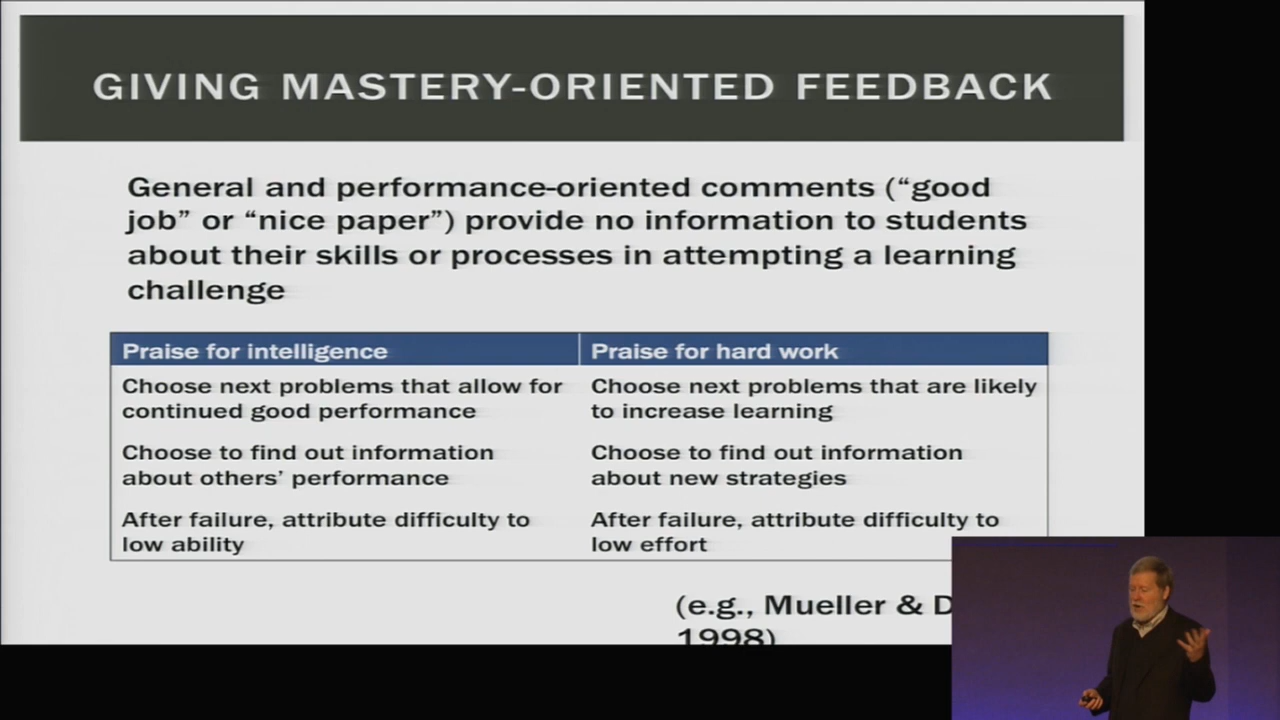 GIVING MASTERY-ORIENTED FEEDBACK
General and performance-oriented comments (“good
job” or “nice paper”) provide no information to students
about their skills or processes in attempting a learning
challenge
Praise for intelligence
Praise for hard work
Choose next problems that allow for
continued good performance
Choose next problems that are likely
to increase learning
Choose to find out information
about others’ performance
Choose to find out information
about new strategies
After failure, attribute difficulty to
low ability
After failure, attribute difficulty to
low effort
(e.g., Mueller &
1998)